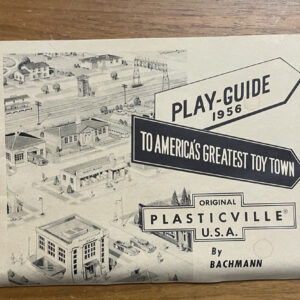 PLAY-GUIDE
1956
TO AMERICA'S GREATEST TOY TOWN
ORIGINAL
PLASTICVILLE®
U.S.A.
By
BACHMANN